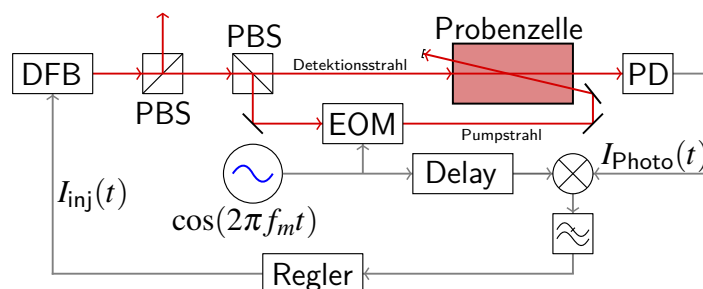 Probenzelle
PBS
DFB
Detektionsstrahl
PD
PBS
EOM
Pumpstrahl
I_inj(t)
Delay
I_Photo(t)
cos(2πf_m t)
Regler